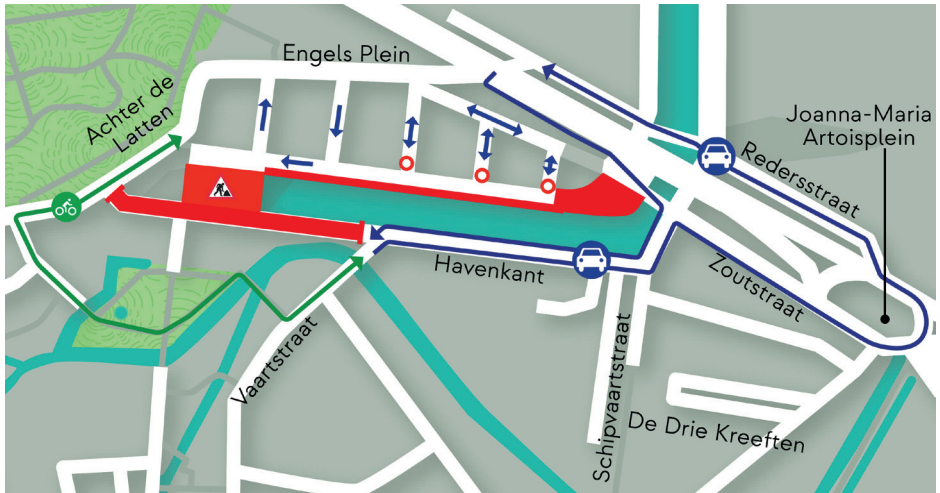 Engels Plein
Achter de
Latten
Joanna-Maria
Artoisplein
Redersstraat
Havenkant
Zoutstraat
Vaartstraat
Schipvaartstraat
De Drie Kreeften